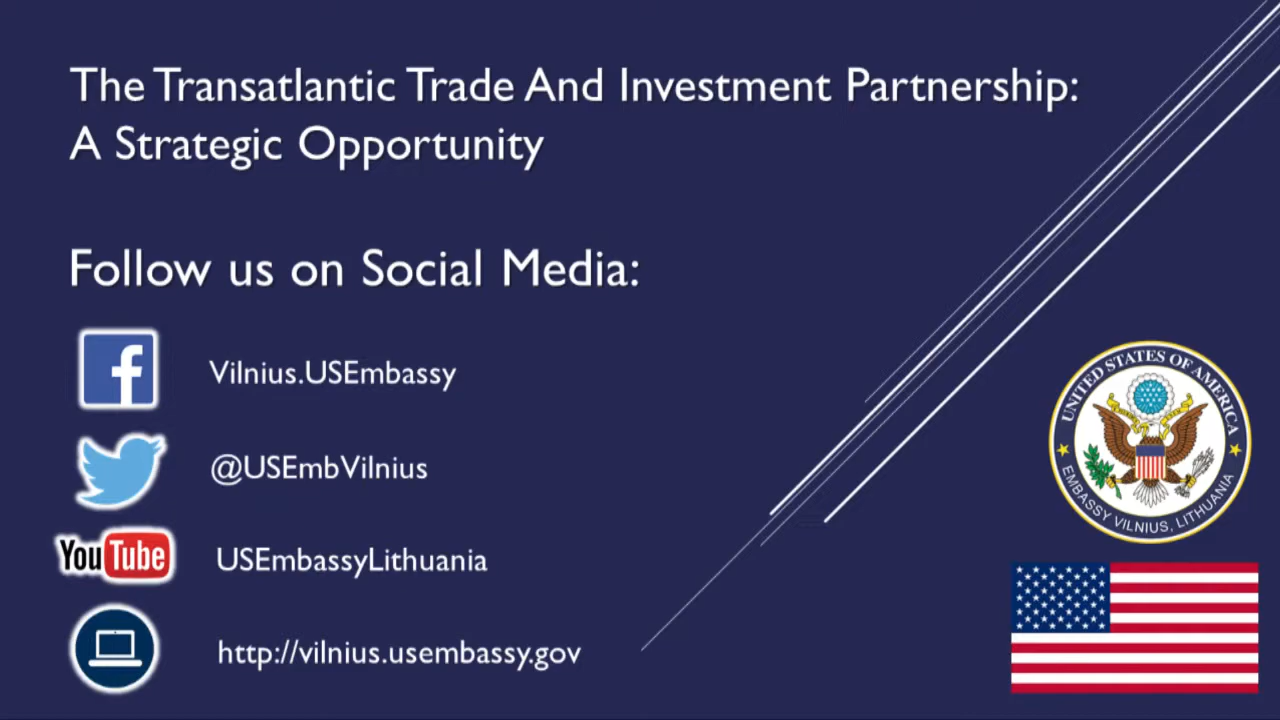 The Transatlantic Trade And Investment Partnership:
A Strategic Opportunity
Follow us on Social Media:
f
Vilnius.USEmbassy
@USEmbVilnius
YouTube
USEmbassyLithuania
http://vilnius.usembassy.gov
UNITED STATES OF AMERICA
EMBASSY VILNIUS, LITHUANIA